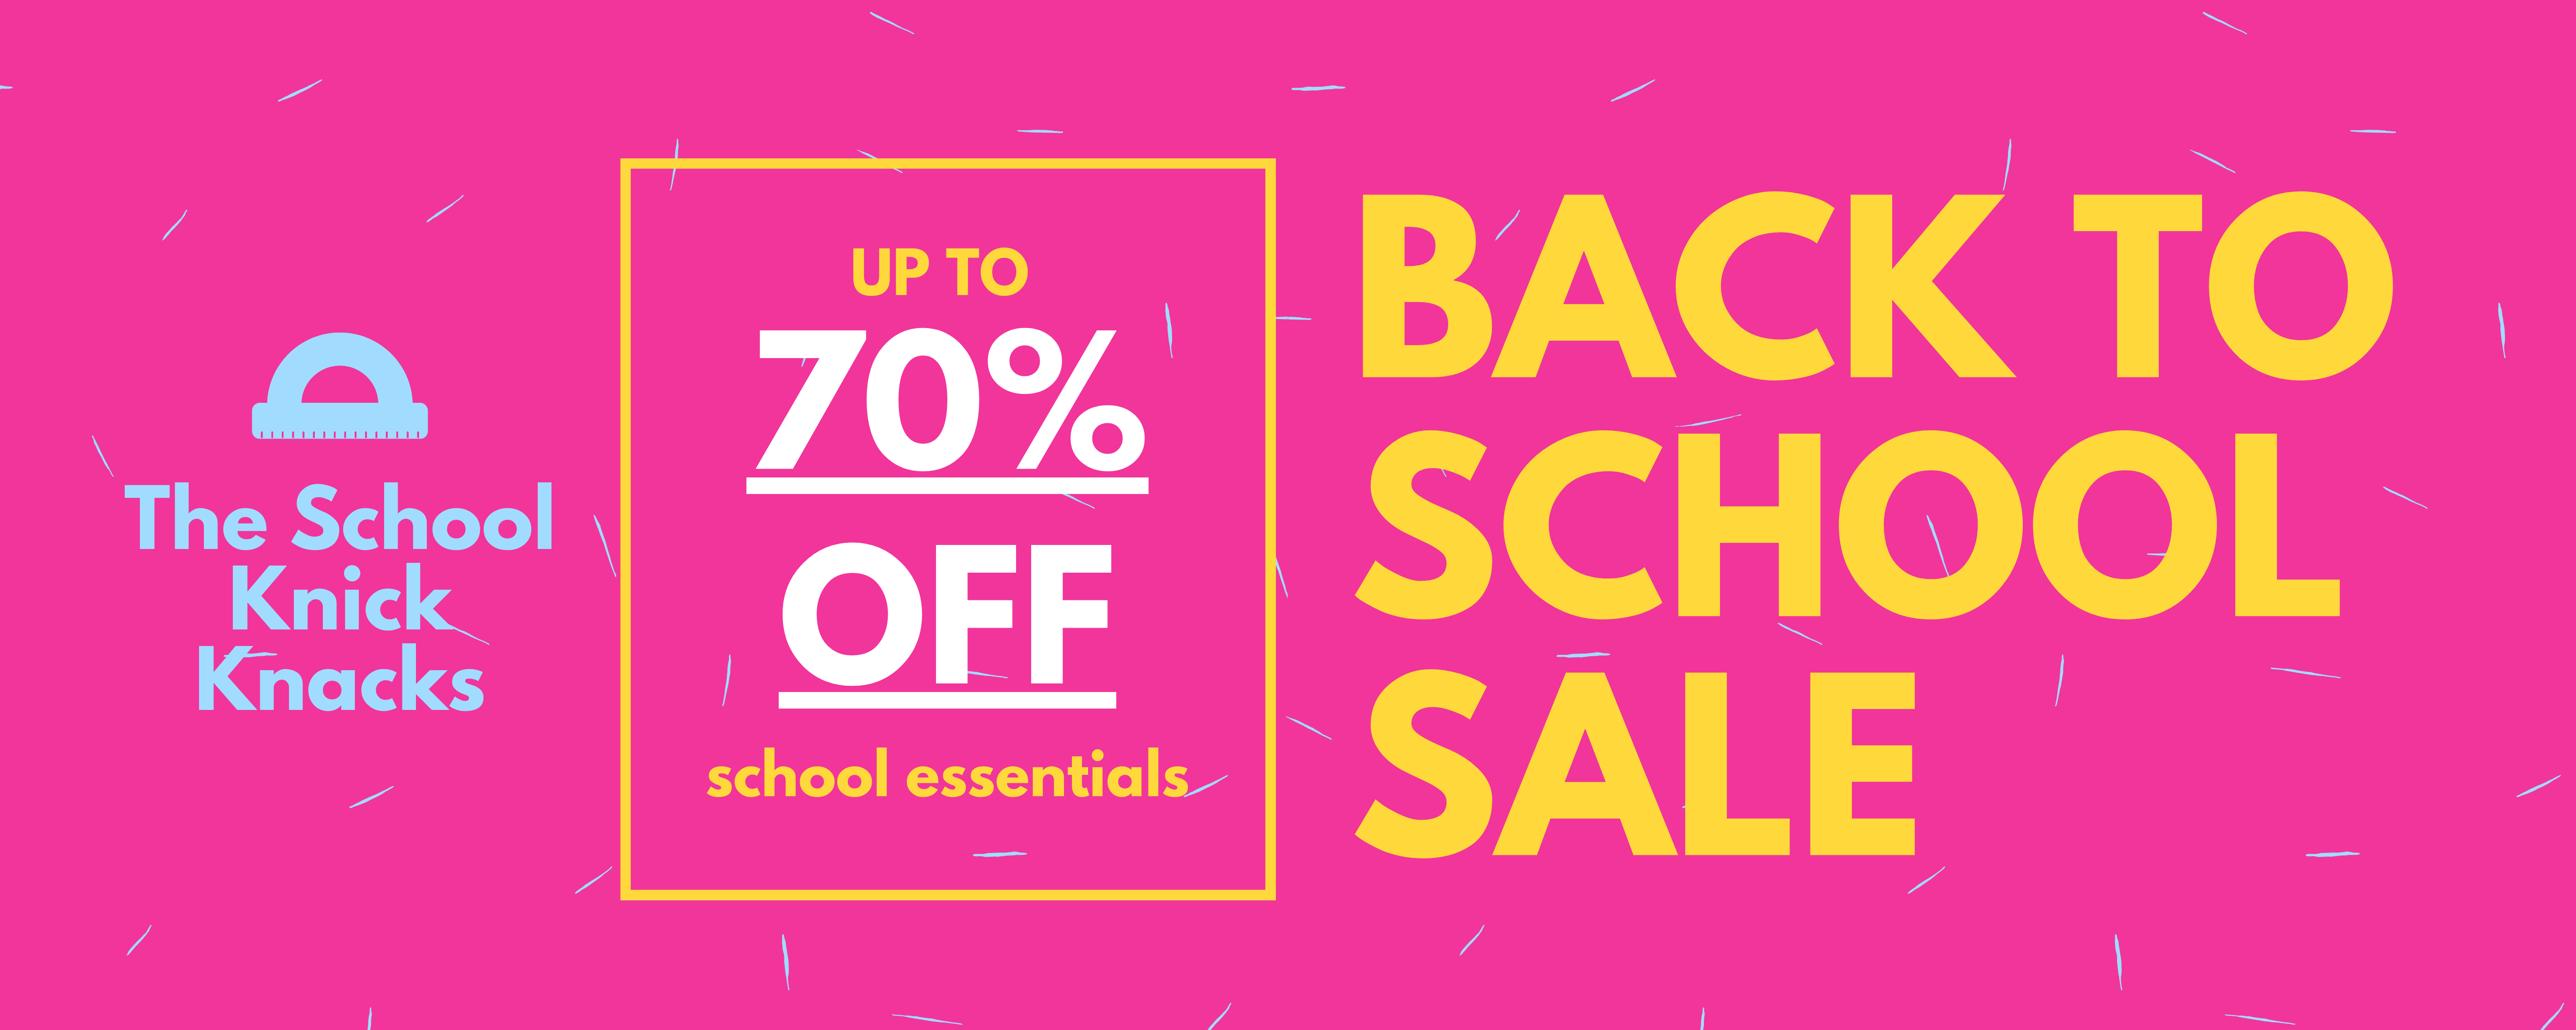 The School
Knick
Knacks
UP TO
70%
OFF
school essentials
BACK TO
SCHOOL
SALE